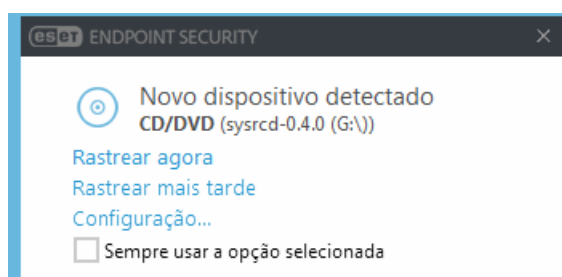 eset ENDPOINT SECURITY
Novo dispositivo detectado
CD/DVD (sysrcd-0.4.0 (G:\))
Rastrear agora
Rastrear mais tarde
Configuração...
Sempre usar a opção selecionada